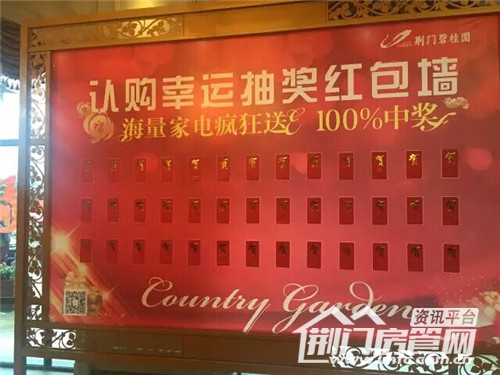 荆门碧桂园
认购幸运抽奖红包墙
海量家电疯狂送 100%中奖
Country Garden
资讯平台
荆门房管网